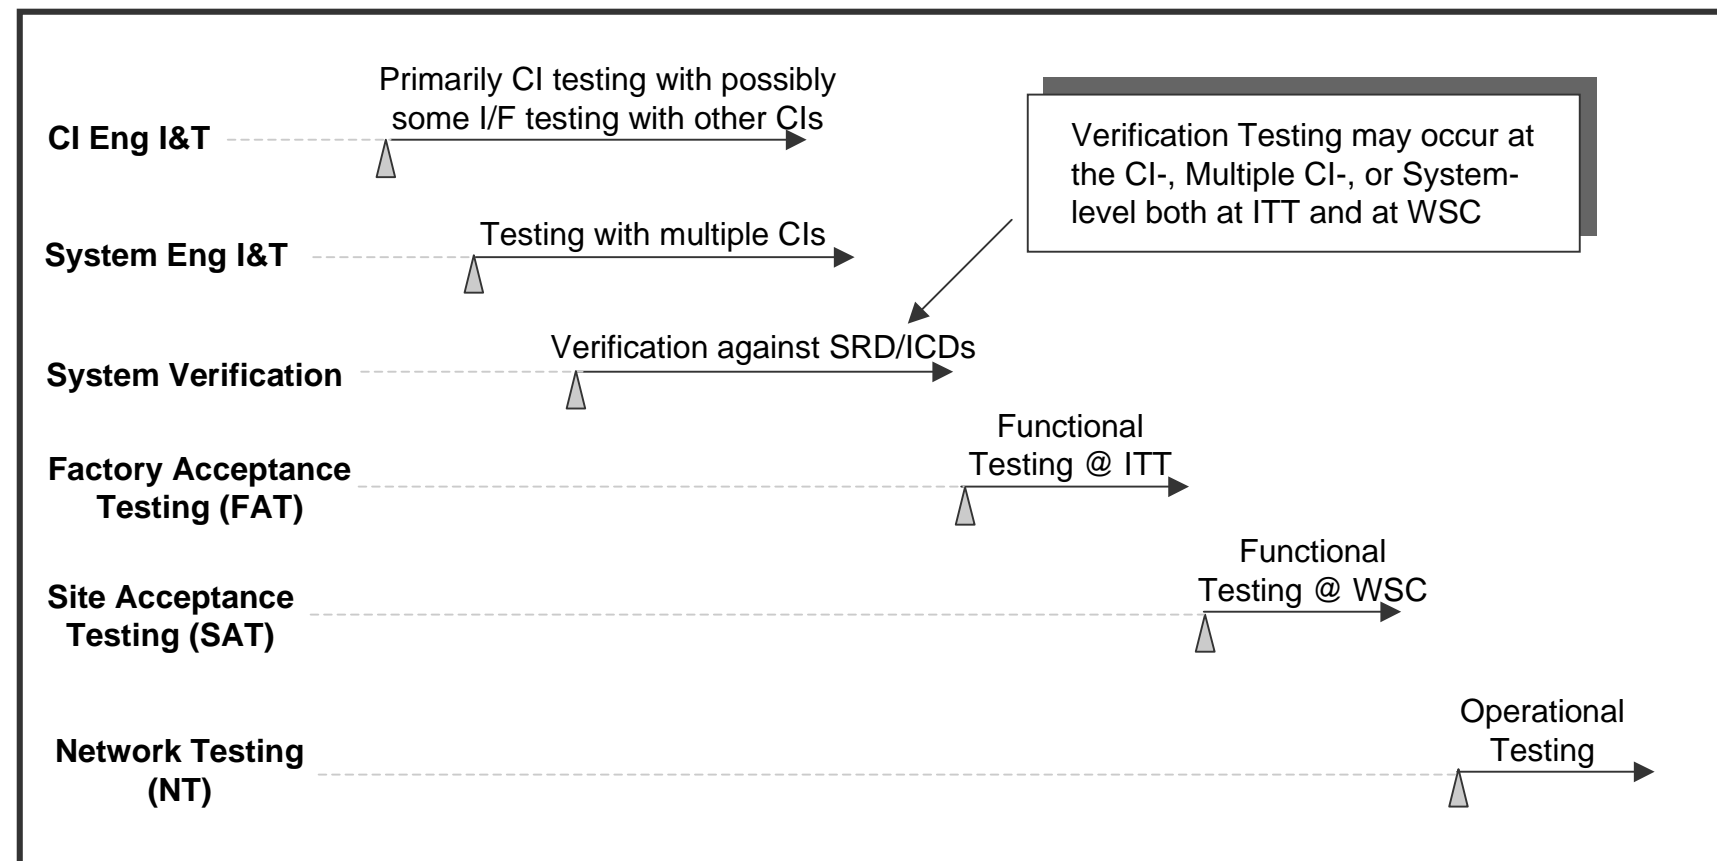 Primarily CI testing with possibly
some I/F testing with other CIs
CI Eng I&T
Verification Testing may occur at
the CI-, Multiple CI-, or System-
level both at ITT and at WSC
System Eng I&T
Testing with multiple CIs
System Verification
Verification against SRD/ICDs
Factory Acceptance
Testing (FAT)
Functional
Testing @ ITT
Site Acceptance
Testing (SAT)
Functional
Testing @ WSC
Network Testing
(NT)
Operational
Testing